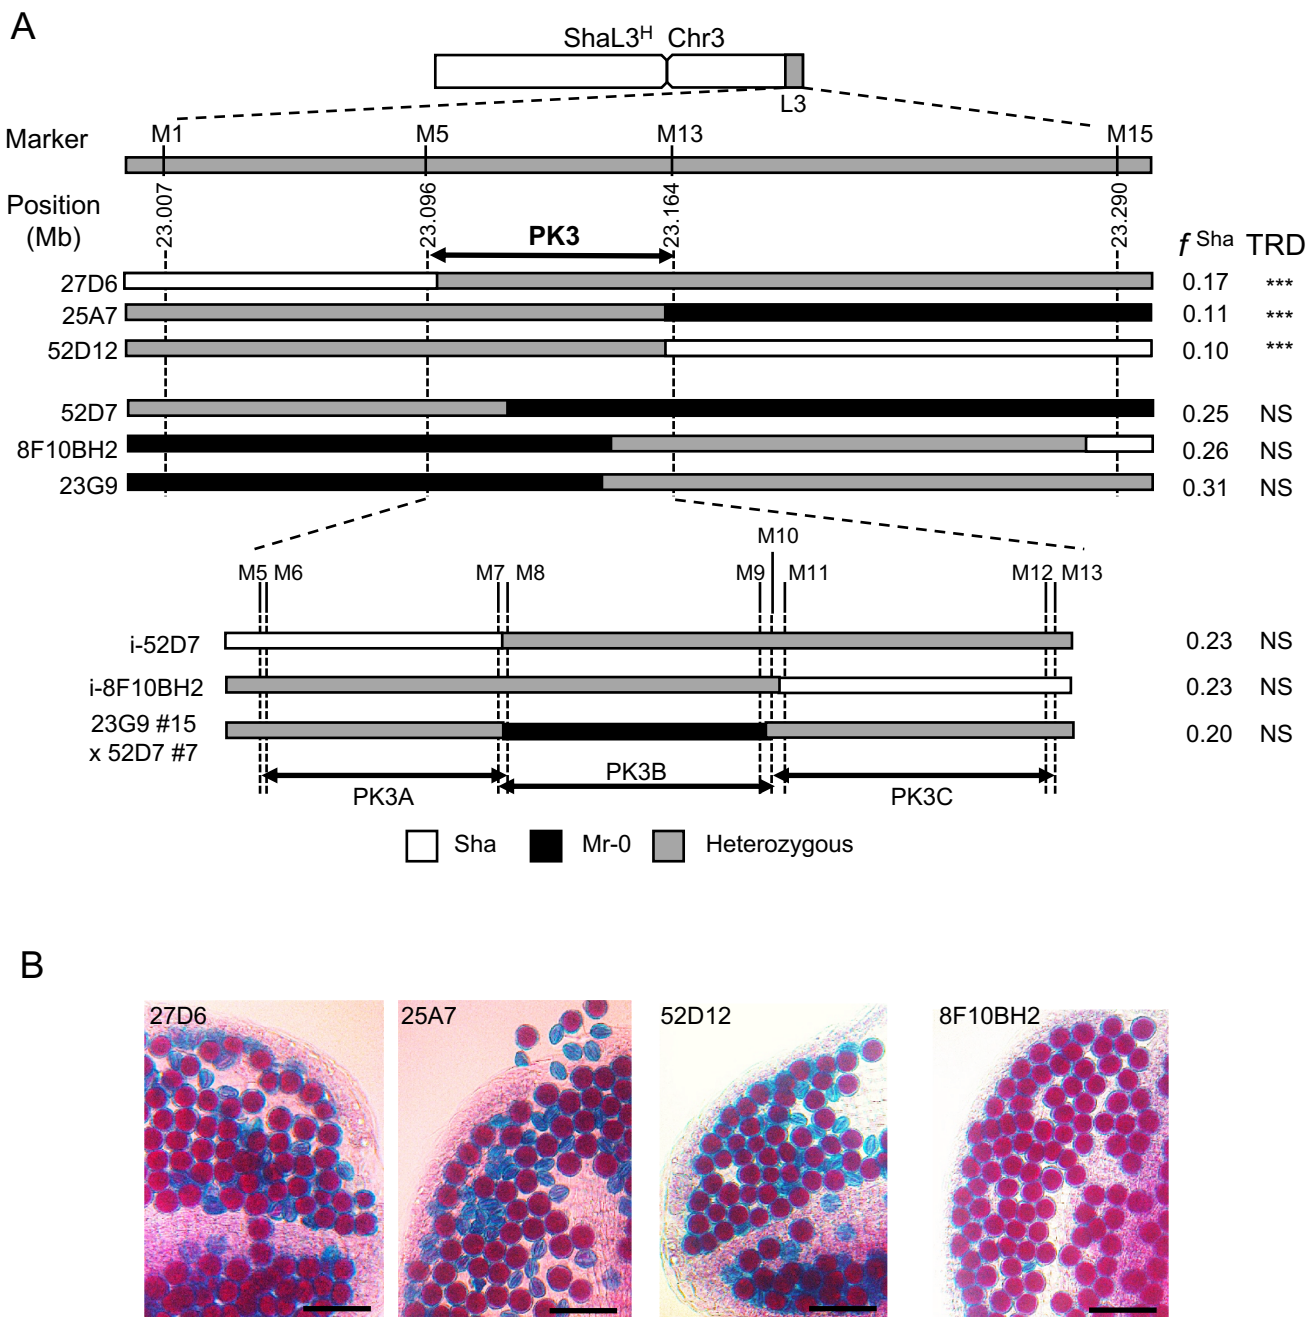 A
ShaL3ᴴ Chr3
L3
Marker
M1 M5 M13 M15
Position (Mb)
23.007 23.096 23.164 23.290
PK3
f Sha TRD
27D6 0.17 ***
25A7 0.11 ***
52D12 0.10 ***
52D7 0.25 NS
8F10BH2 0.26 NS
23G9 0.31 NS
M10
M5 M6 M7 M8 M9 M11 M12 M13
i-52D7 0.23 NS
i-8F10BH2 0.23 NS
23G9 #15
x 52D7 #7 0.20 NS
PK3A PK3B PK3C
Sha Mr-0 Heterozygous
B
27D6 25A7 52D12 8F10BH2